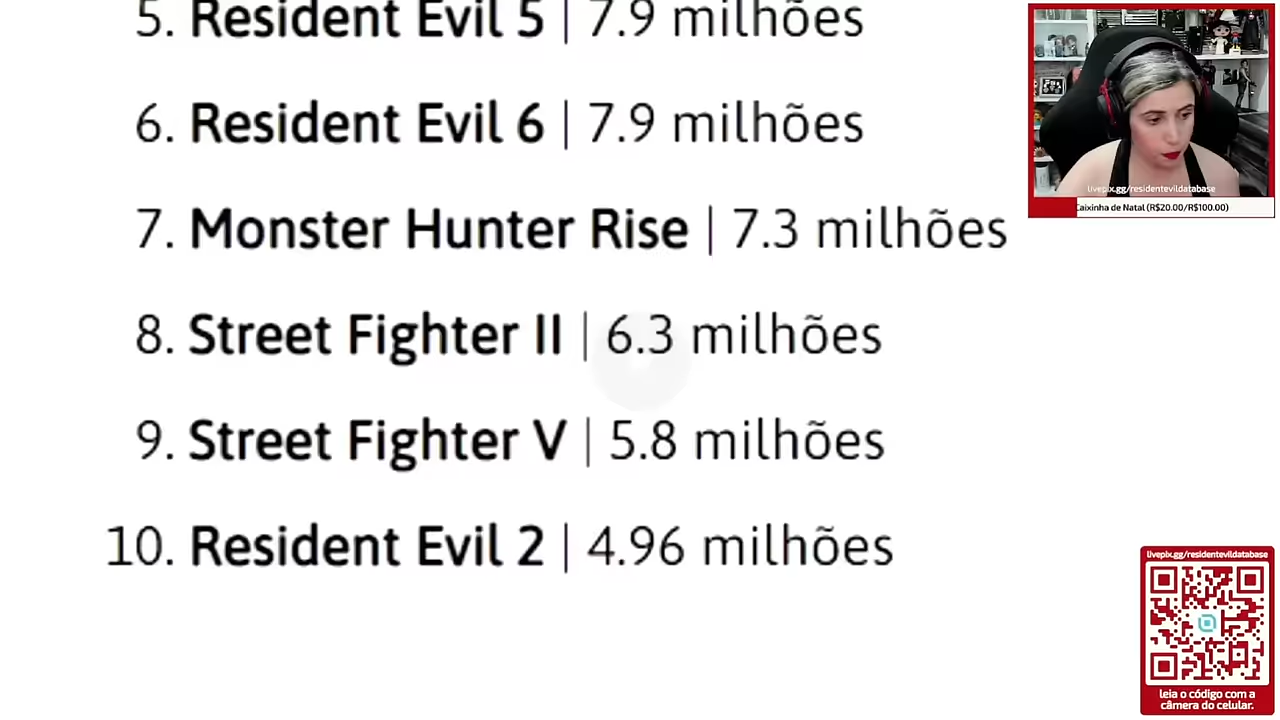 5. Resident Evil 5 | 7.9 milhões
6. Resident Evil 6 | 7.9 milhões
7. Monster Hunter Rise | 7.3 milhões
8. Street Fighter II | 6.3 milhões
9. Street Fighter V | 5.8 milhões
10. Resident Evil 2 | 4.96 milhões
livepix.gg/residentevildatabase
Caixinha de Natal (R$20.00/R$100.00)
livepix.gg/residentevildatabase
leia o código com a
câmera do celular.